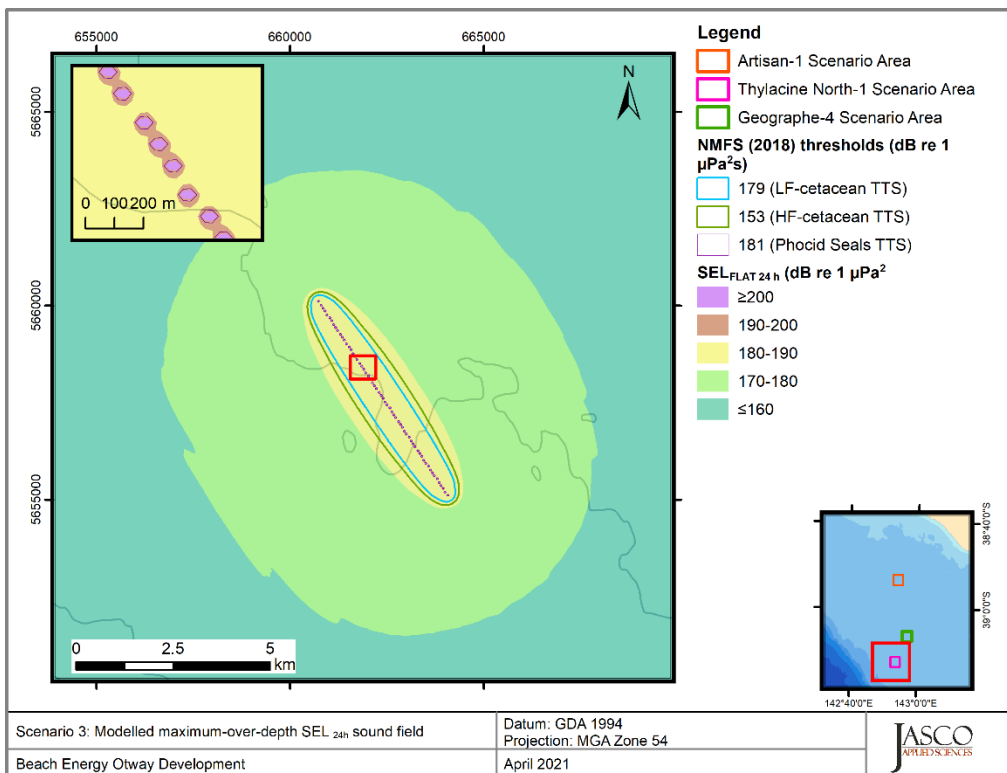 655000 660000 665000
5665000
5660000
5655000
N
0 100 200 m
0 2.5 5
km
Legend
Artisan-1 Scenario Area
Thylacine North-1 Scenario Area
Geographe-4 Scenario Area
NMFS (2018) thresholds (dB re 1
µPa²s)
179 (LF-cetacean TTS)
153 (HF-cetacean TTS)
181 (Phocid Seals TTS)
SELFLAT 24 h (dB re 1 µPa²
≥200
190-200
180-190
170-180
≤160
38°40'0"S
39°0'0"S
142°40'0"E 143°0'0"E
Scenario 3: Modelled maximum-over-depth SEL 24h sound field
Datum: GDA 1994
Projection: MGA Zone 54
Beach Energy Otway Development
April 2021
JASCO
APPLIED SCIENCES